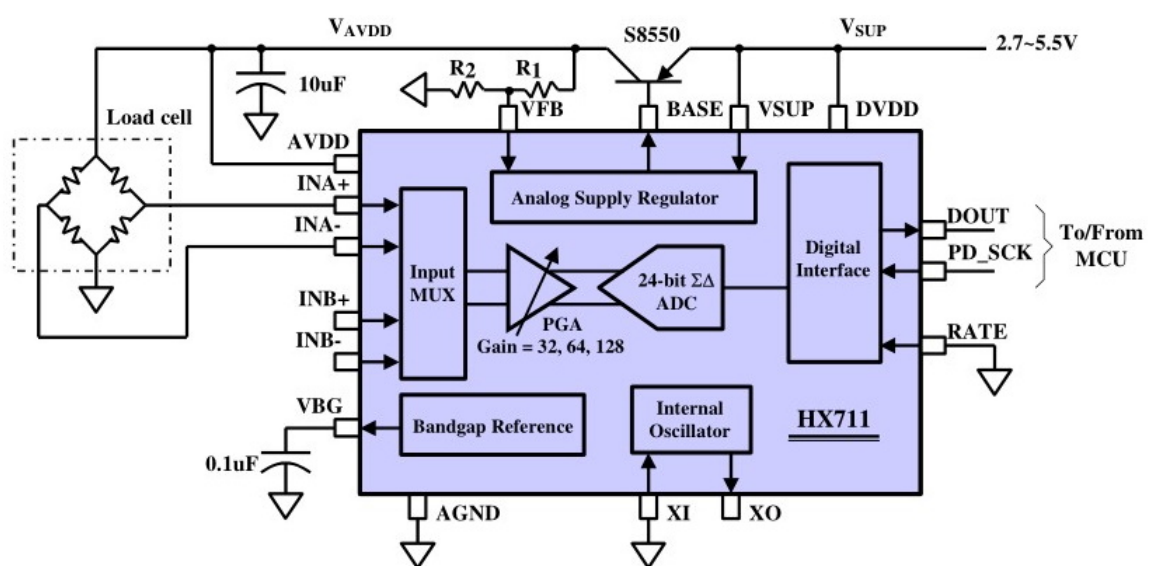 V_AVDD
S8550
V_SUP
2.7~5.5V
10uF
R2
R1
VFB
BASE
VSUP
DVDD
Load cell
AVDD
INA+
INA-
INB+
INB-
VBG
0.1uF
Analog Supply Regulator
Input
MUX
PGA
Gain = 32, 64, 128
24-bit ΣΔ
ADC
Digital
Interface
DOUT
PD_SCK
To/From
MCU
RATE
Bandgap Reference
Internal
Oscillator
HX711
AGND
XI
XO